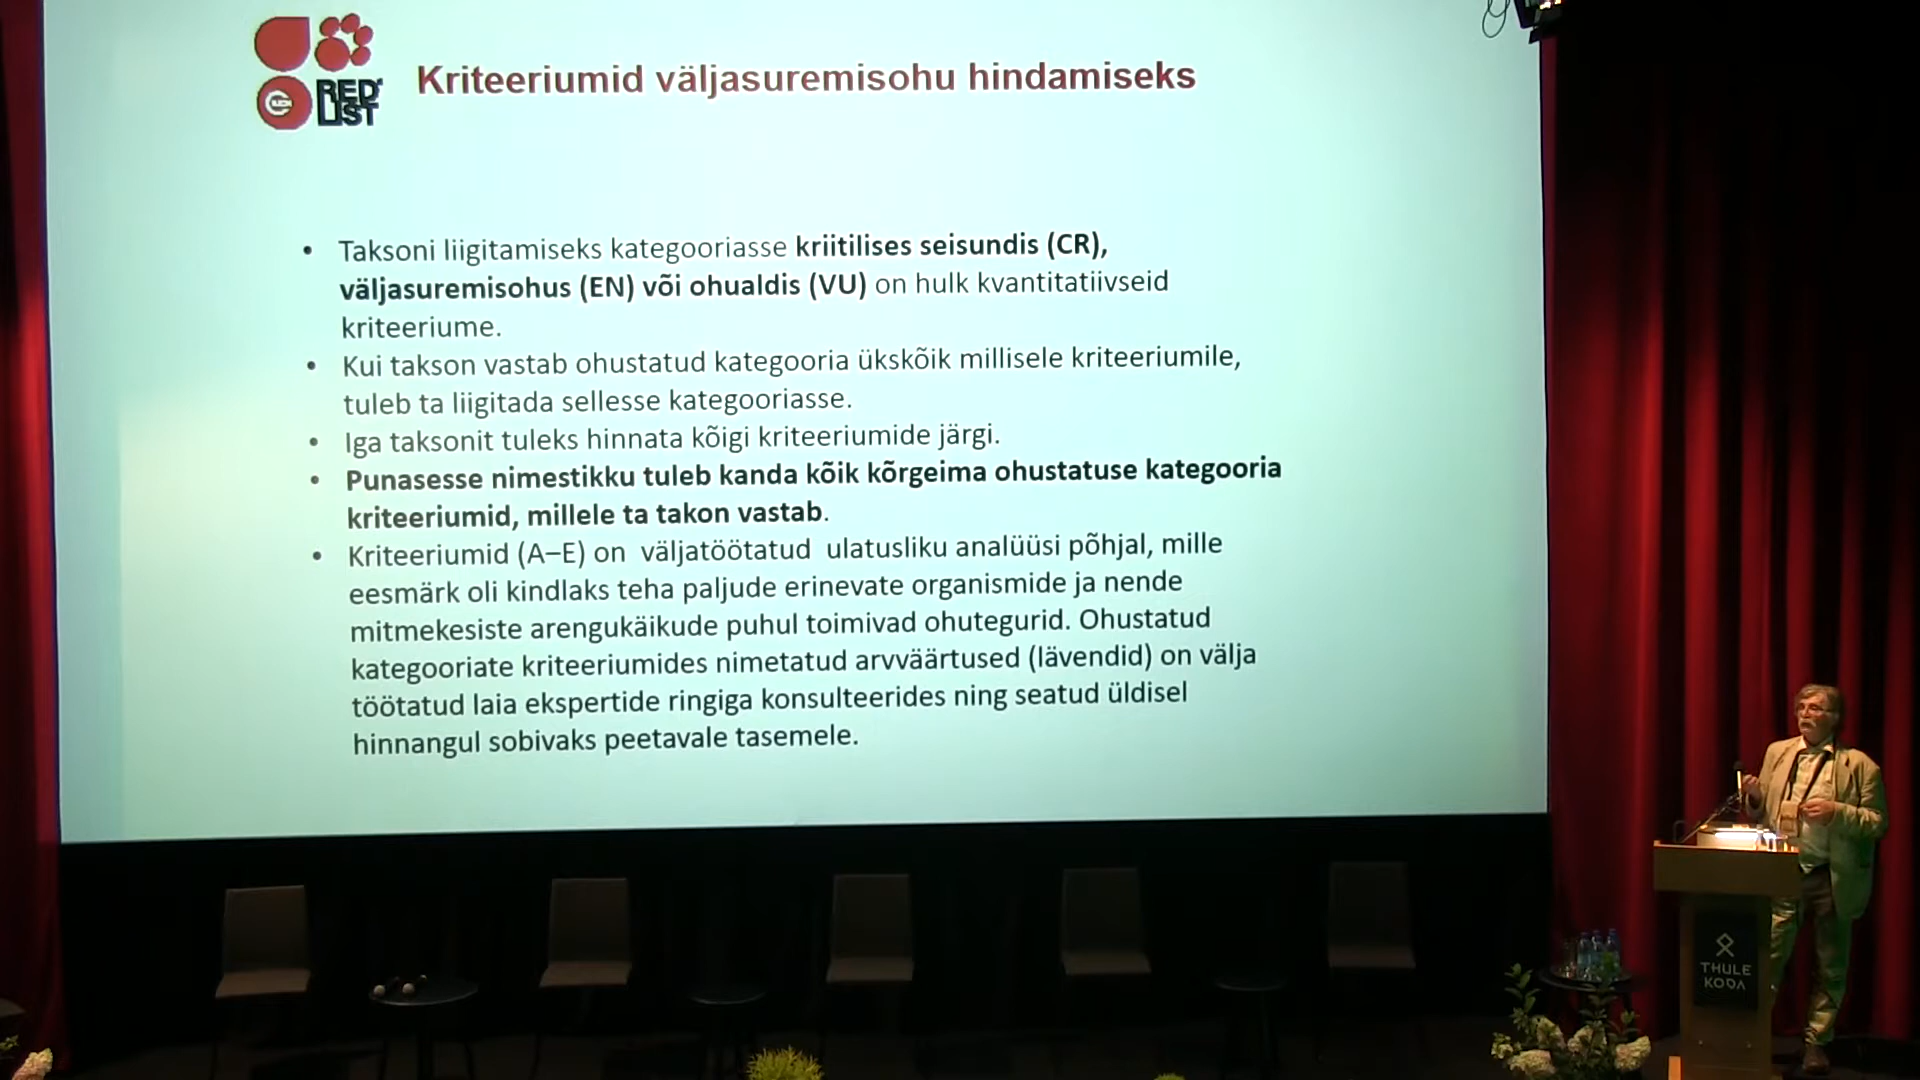 RED
LIST
IUCN
Kriteeriumid väljasuremisohu hindamiseks
• Taksoni liigitamiseks kategooriasse kriitilises seisundis (CR),
väljasuremisohus (EN) või ohualdis (VU) on hulk kvantitatiivseid
kriteeriume.
• Kui takson vastab ohustatud kategooria ükskõik millisele kriteeriumile,
tuleb ta liigitada sellesse kategooriasse.
• Iga taksonit tuleks hinnata kõigi kriteeriumide järgi.
• Punasesse nimestikku tuleb kanda kõik kõrgeima ohustatuse kategooria
kriteeriumid, millele ta takon vastab.
• Kriteeriumid (A–E) on väljatöötatud ulatusliku analüüsi põhjal, mille
eesmärk oli kindlaks teha paljude erinevate organismide ja nende
mitmekesiste arengukäikude puhul toimivad ohutegurid. Ohustatud
kategooriate kriteeriumides nimetatud arvväärtused (lävendid) on välja
töötatud laia ekspertide ringiga konsulteerides ning seatud üldisel
hinnangul sobivaks peetavale tasemele.
THULE
KODA